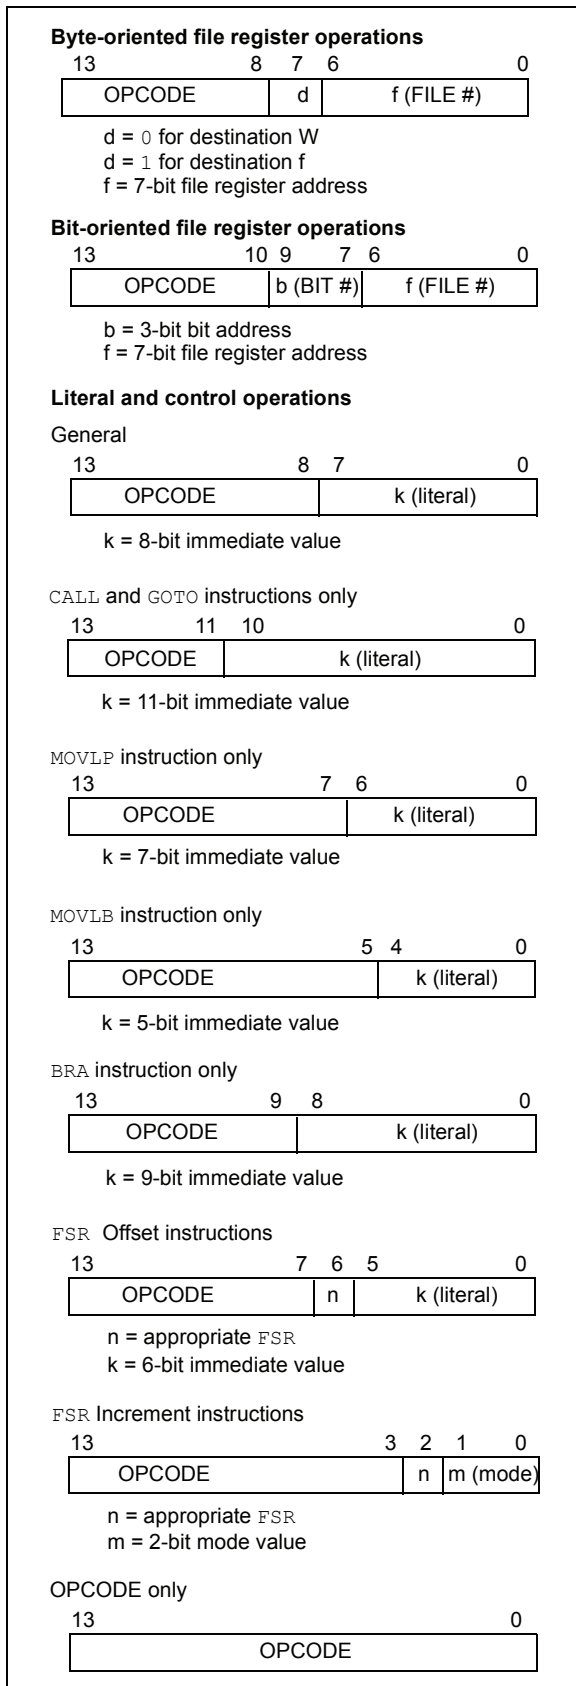 Byte-oriented file register operations
13 8 7 6 0
OPCODE d f (FILE #)
d = 0 for destination W
d = 1 for destination f
f = 7-bit file register address
Bit-oriented file register operations
13 10 9 7 6 0
OPCODE b (BIT #) f (FILE #)
b = 3-bit bit address
f = 7-bit file register address
Literal and control operations
General
13 8 7 0
OPCODE k (literal)
k = 8-bit immediate value
CALL and GOTO instructions only
13 11 10 0
OPCODE k (literal)
k = 11-bit immediate value
MOVLP instruction only
13 7 6 0
OPCODE k (literal)
k = 7-bit immediate value
MOVLB instruction only
13 5 4 0
OPCODE k (literal)
k = 5-bit immediate value
BRA instruction only
13 9 8 0
OPCODE k (literal)
k = 9-bit immediate value
FSR Offset instructions
13 7 6 5 0
OPCODE n k (literal)
n = appropriate FSR
k = 6-bit immediate value
FSR Increment instructions
13 3 2 1 0
OPCODE n m (mode)
n = appropriate FSR
m = 2-bit mode value
OPCODE only
13 0
OPCODE